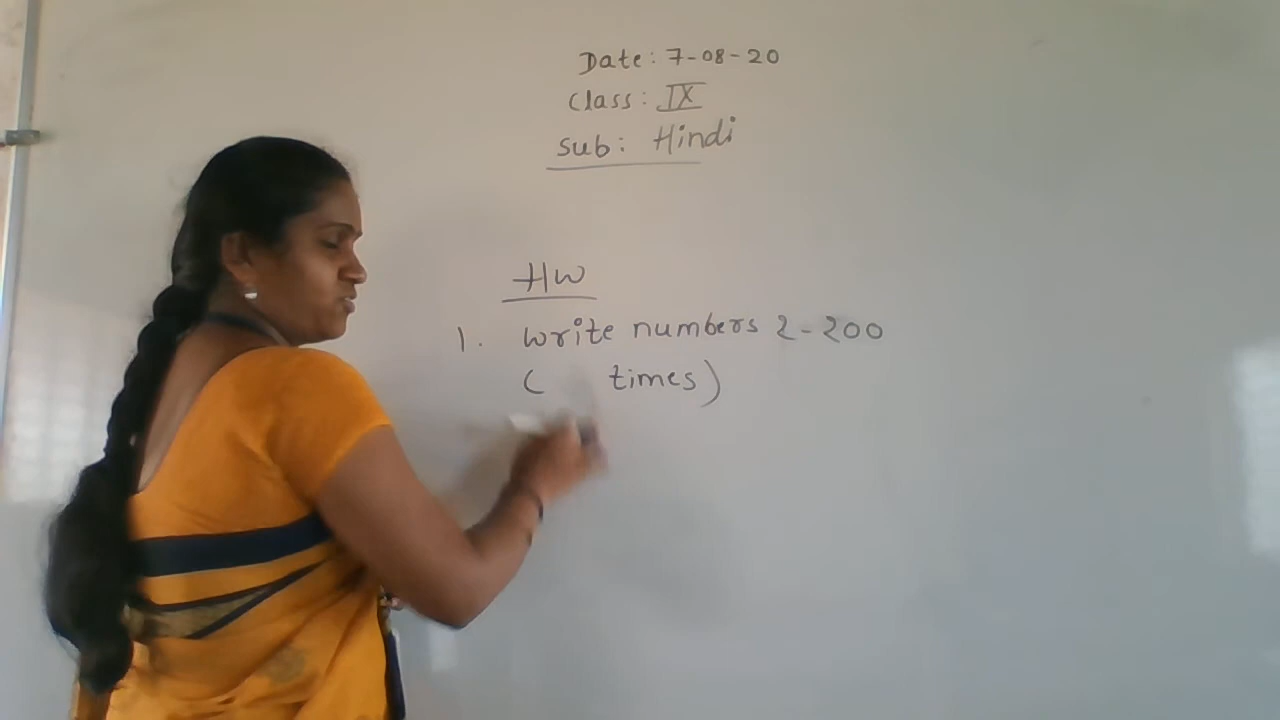 Date: 7-08-20
Class: IX
Sub: Hindi
HW
1. Write numbers 2-200
( times)